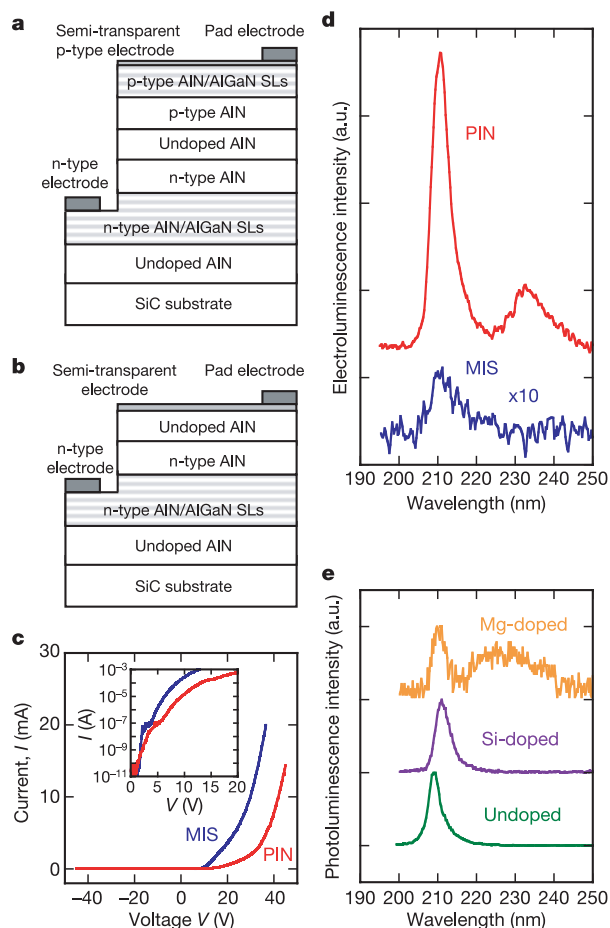 a
Semi-transparent
p-type electrode
Pad electrode
p-type AlN/AlGaN SLs
p-type AlN
Undoped AlN
n-type AlN
n-type
electrode
n-type AlN/AlGaN SLs
Undoped AlN
SiC substrate
b
Semi-transparent
electrode
Pad electrode
Undoped AlN
n-type AlN
n-type
electrode
n-type AlN/AlGaN SLs
Undoped AlN
SiC substrate
c
Current, I (mA)
30
20
10
0
−40 −20 0 20 40
Voltage V (V)
MIS
PIN
I (A)
10⁻³
10⁻⁵
10⁻⁷
10⁻⁹
10⁻¹¹
0 5 10 15 20
V (V)
d
Electroluminescence intensity (a.u.)
PIN
MIS
x10
190 200 210 220 230 240 250
Wavelength (nm)
e
Photoluminescence intensity (a.u.)
Mg-doped
Si-doped
Undoped
190 200 210 220 230 240 250
Wavelength (nm)